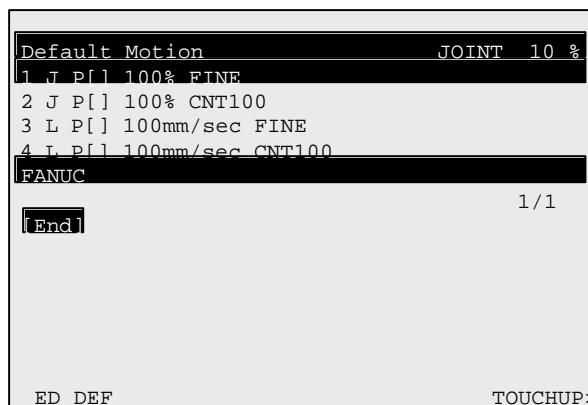 Default Motion JOINT 10 %
1 J P[] 100% FINE
2 J P[] 100% CNT100
3 L P[] 100mm/sec FINE
4 L P[] 100mm/sec CNT100
FANUC
1/1
[End]
ED DEF TOUCHUP>